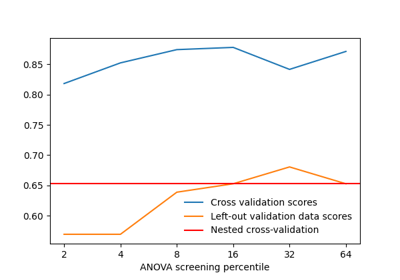 0.85
0.80
0.75
0.70
0.65
0.60
Cross validation scores
Left-out validation data scores
Nested cross-validation
2 4 8 16 32 64
ANOVA screening percentile